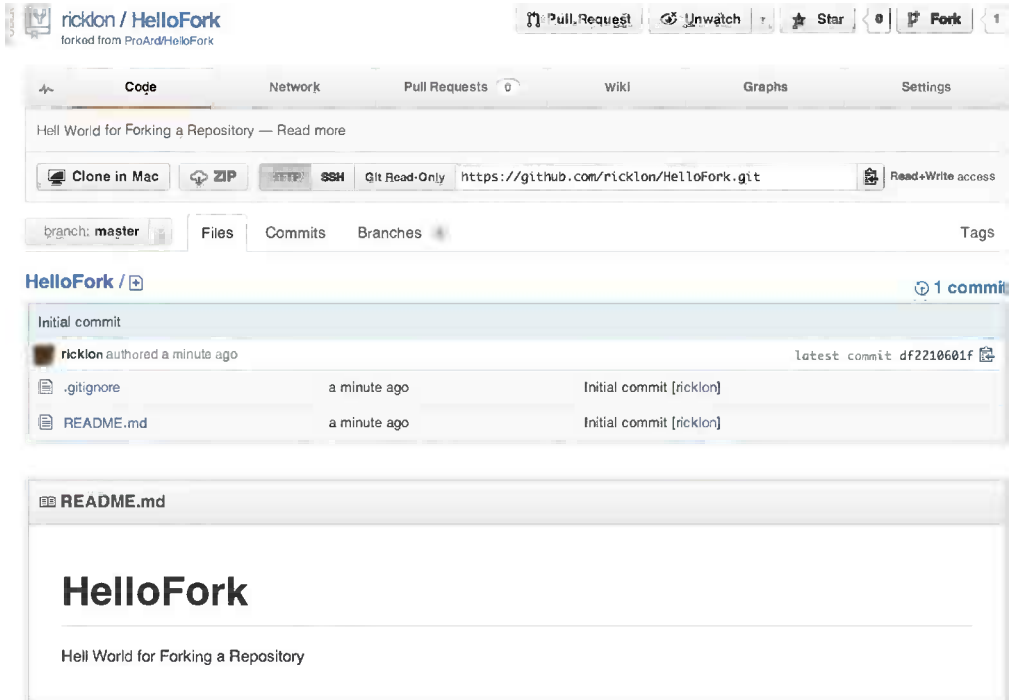 ricklon / HelloFork
Pull Request Unwatch Star 0 Fork 1
forked from ProArd/HelloFork
Code Network Pull Requests 0 Wiki Graphs Settings
Hell World for Forking a Repository — Read more
Clone in Mac ZIP HTTP SSH Git Read-Only https://github.com/ricklon/HelloFork.git Read+Write access
branch: master Files Commits Branches Tags
HelloFork /
1 commit
Initial commit
ricklon authored a minute ago latest commit df2210601f
.gitignore a minute ago Initial commit [ricklon]
README.md a minute ago Initial commit [ricklon]
README.md
HelloFork
Hell World for Forking a Repository